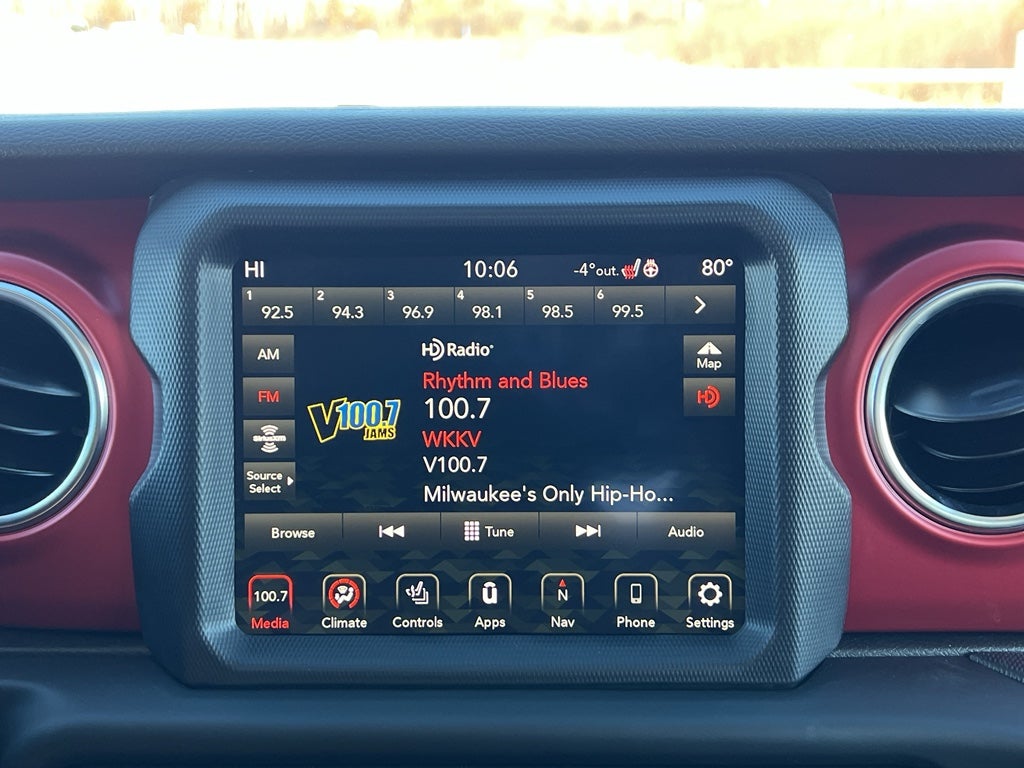 HI 10:06 -4°out. 80°
1 92.5 2 94.3 3 96.9 4 98.1 5 98.5 6 99.5
AM
HD Radio
Map
Rhythm and Blues
FM
V100.7
JAMS
100.7
HD
WKKV
SiriusXM
V100.7
Source
Select
Milwaukee's Only Hip-Ho...
Browse Tune Audio
100.7 N
Media Climate Controls Apps Nav Phone Settings